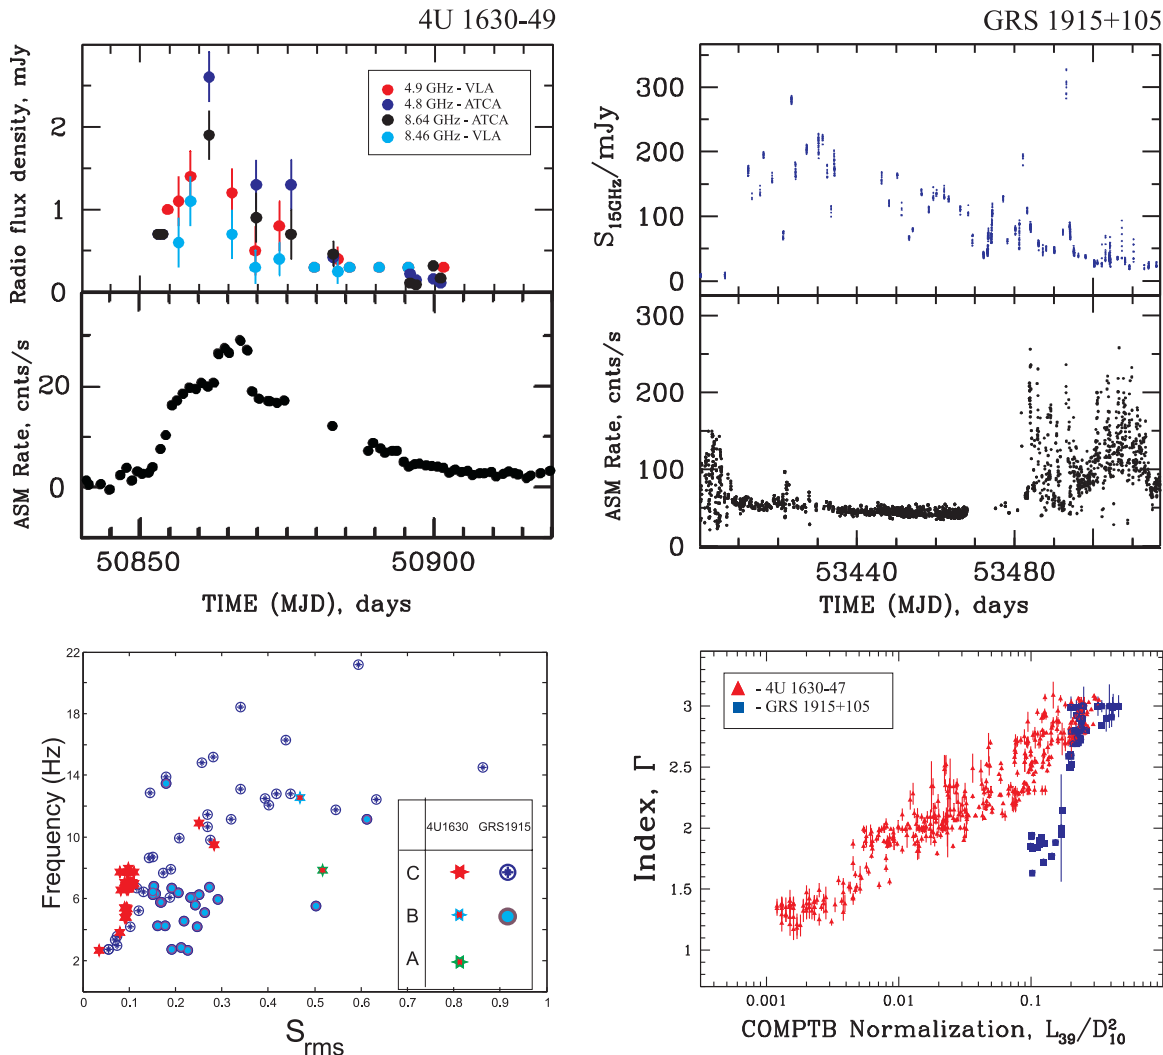 4U 1630-49
Radio flux density, mJy
2
1
0
4.9 GHz - VLA
4.8 GHz - ATCA
8.64 GHz - ATCA
8.46 GHz - VLA
ASM Rate, cnts/s
20
0
50850
50900
TIME (MJD), days
GRS 1915+105
S15GHz/mJy
300
200
100
0
ASM Rate, cnts/s
300
200
100
0
53440
53480
TIME (MJD), days
Frequency (Hz)
22
18
14
10
6
2
0 0.1 0.2 0.3 0.4 0.5 0.6 0.7 0.8 0.9 1
Srms
4U1630 GRS1915
C
B
A
Index, Γ
3
2.5
2
1.5
1
- 4U 1630-47
- GRS 1915+105
0.001 0.01 0.1
COMPTB Normalization, L39/D²10